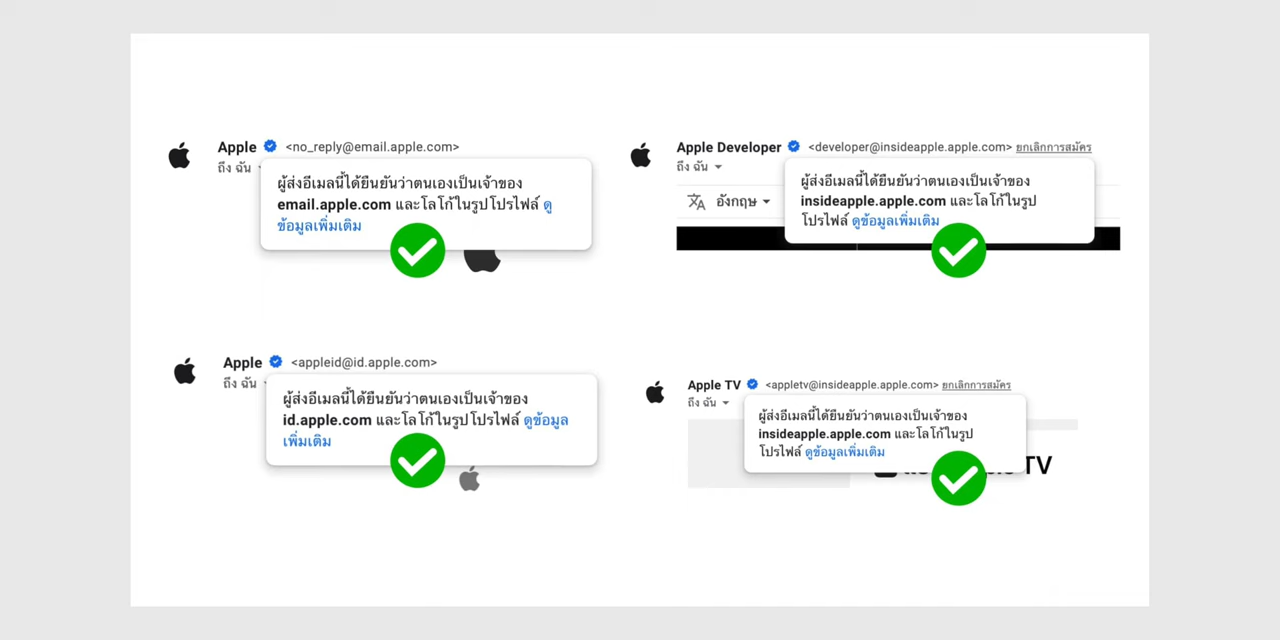 Apple <no_reply@email.apple.com>
ถึง ฉัน
ผู้ส่งอีเมลนี้ได้ยืนยันว่าตนเองเป็นเจ้าของ
email.apple.com และโลโก้ในรูปโปรไฟล์ ดู
ข้อมูลเพิ่มเติม
Apple Developer <developer@insideapple.apple.com> ยกเลิกการสมัคร
ถึง ฉัน
อังกฤษ
ผู้ส่งอีเมลนี้ได้ยืนยันว่าตนเองเป็นเจ้าของ
insideapple.apple.com และโลโก้ในรูป
โปรไฟล์ ดูข้อมูลเพิ่มเติม
Apple <appleid@id.apple.com>
ถึง ฉัน
ผู้ส่งอีเมลนี้ได้ยืนยันว่าตนเองเป็นเจ้าของ
id.apple.com และโลโก้ในรูปโปรไฟล์ ดูข้อมูล
เพิ่มเติม
Apple TV <appletv@insideapple.apple.com> ยกเลิกการสมัคร
ถึง ฉัน
ผู้ส่งอีเมลนี้ได้ยืนยันว่าตนเองเป็นเจ้าของ
insideapple.apple.com และโลโก้ในรูป
โปรไฟล์ ดูข้อมูลเพิ่มเติม
TV